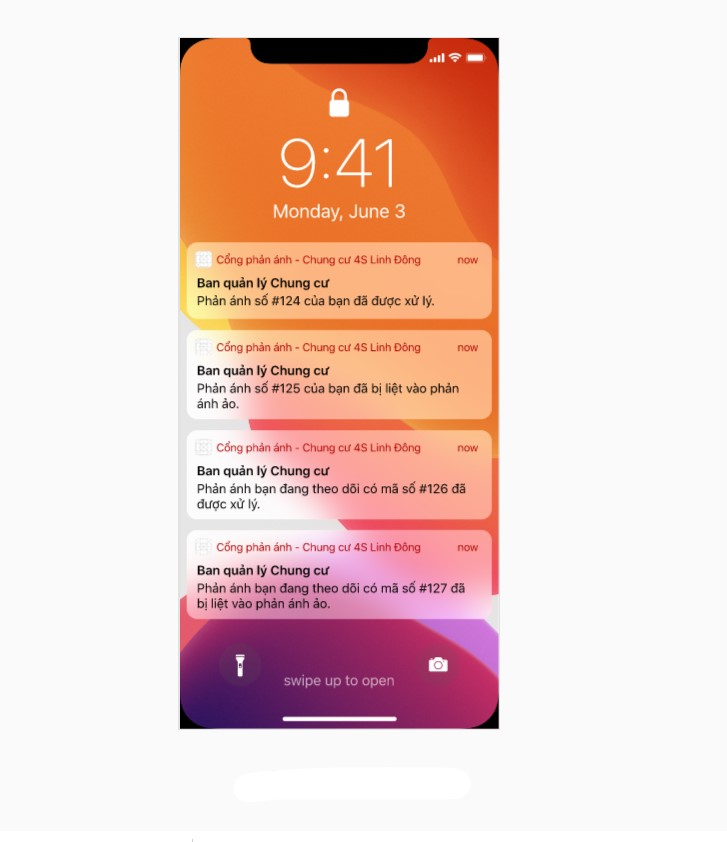 9:41
Monday, June 3
Cổng phản ánh - Chung cư 4S Linh Đông now
Ban quản lý Chung cư
Phản ánh số #124 của bạn đã được xử lý.
Cổng phản ánh - Chung cư 4S Linh Đông now
Ban quản lý Chung cư
Phản ánh số #125 của bạn đã bị liệt vào phản
ánh ảo.
Cổng phản ánh - Chung cư 4S Linh Đông now
Ban quản lý Chung cư
Phản ánh bạn đang theo dõi có mã số #126 đã
được xử lý.
Cổng phản ánh - Chung cư 4S Linh Đông now
Ban quản lý Chung cư
Phản ánh bạn đang theo dõi có mã số #127 đã
bị liệt vào phản ánh ảo.
swipe up to open